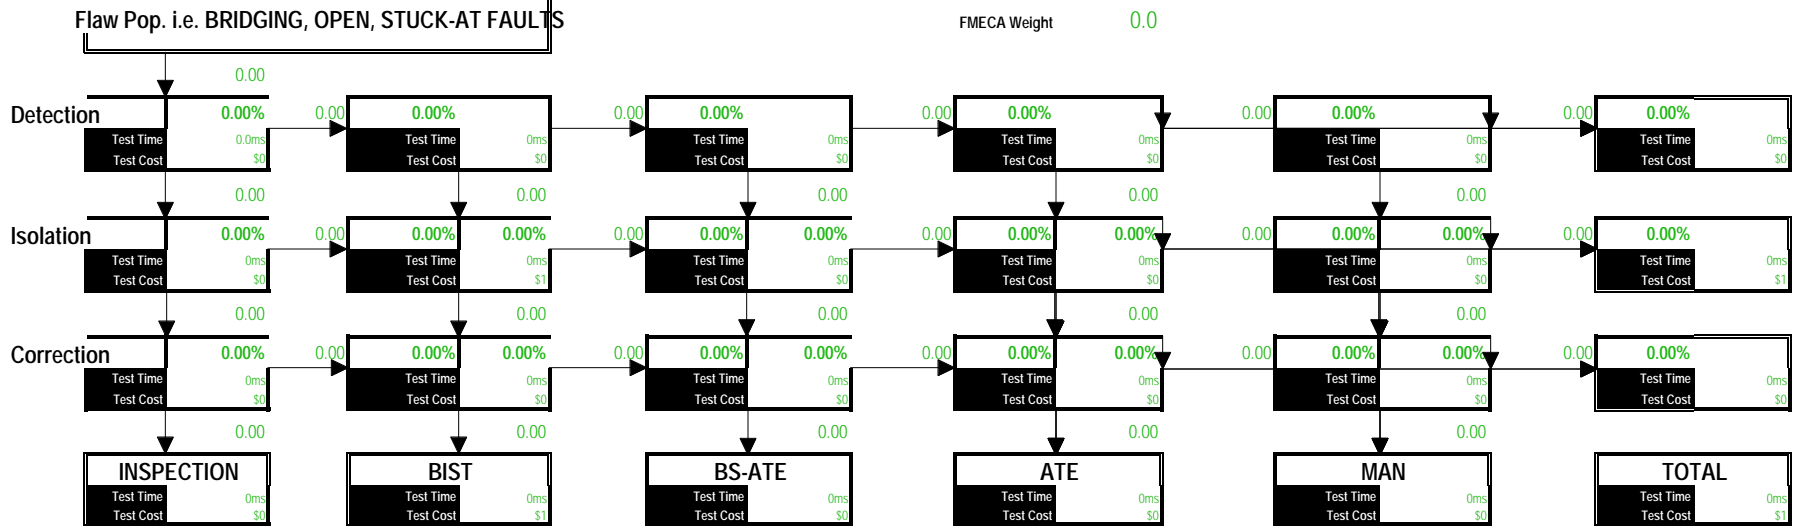 Flaw Pop. i.e. BRIDGING, OPEN, STUCK-AT FAULTS FMECA Weight 0.0
0.00
Detection 0.00% 0.00 0.00% 0.00 0.00% 0.00 0.00% 0.00 0.00% 0.00 0.00%
Test Time 0.0ms Test Time 0ms Test Time 0ms Test Time 0ms Test Time 0ms Test Time 0ms
Test Cost $0 Test Cost $0 Test Cost $0 Test Cost $0 Test Cost $0 Test Cost $0
0.00 0.00 0.00 0.00 0.00
Isolation 0.00% 0.00 0.00% 0.00% 0.00 0.00% 0.00% 0.00 0.00% 0.00% 0.00 0.00% 0.00% 0.00 0.00%
Test Time 0ms Test Time 0ms Test Time 0ms Test Time 0ms Test Time 0ms Test Time 0ms
Test Cost $0 Test Cost $1 Test Cost $0 Test Cost $0 Test Cost $0 Test Cost $1
0.00 0.00 0.00 0.00 0.00
Correction 0.00% 0.00 0.00% 0.00% 0.00 0.00% 0.00% 0.00 0.00% 0.00% 0.00 0.00% 0.00% 0.00 0.00%
Test Time 0ms Test Time 0ms Test Time 0ms Test Time 0ms Test Time 0ms Test Time 0ms
Test Cost $0 Test Cost $0 Test Cost $0 Test Cost $0 Test Cost $0 Test Cost $0
0.00 0.00 0.00 0.00 0.00
INSPECTION BIST BS-ATE ATE MAN TOTAL
Test Time 0ms Test Time 0ms Test Time 0ms Test Time 0ms Test Time 0ms Test Time 0ms
Test Cost $0 Test Cost $1 Test Cost $0 Test Cost $0 Test Cost $0 Test Cost $1